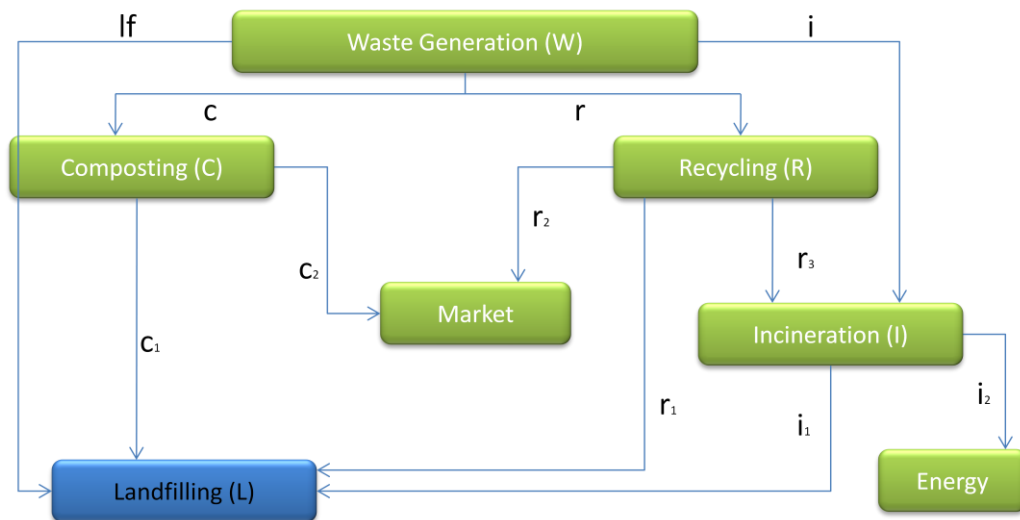 lf
Waste Generation (W)
i
c
r
Composting (C)
Recycling (R)
r₂
r₃
c₂
Market
Incineration (I)
c₁
r₁
i₁
i₂
Landfilling (L)
Energy